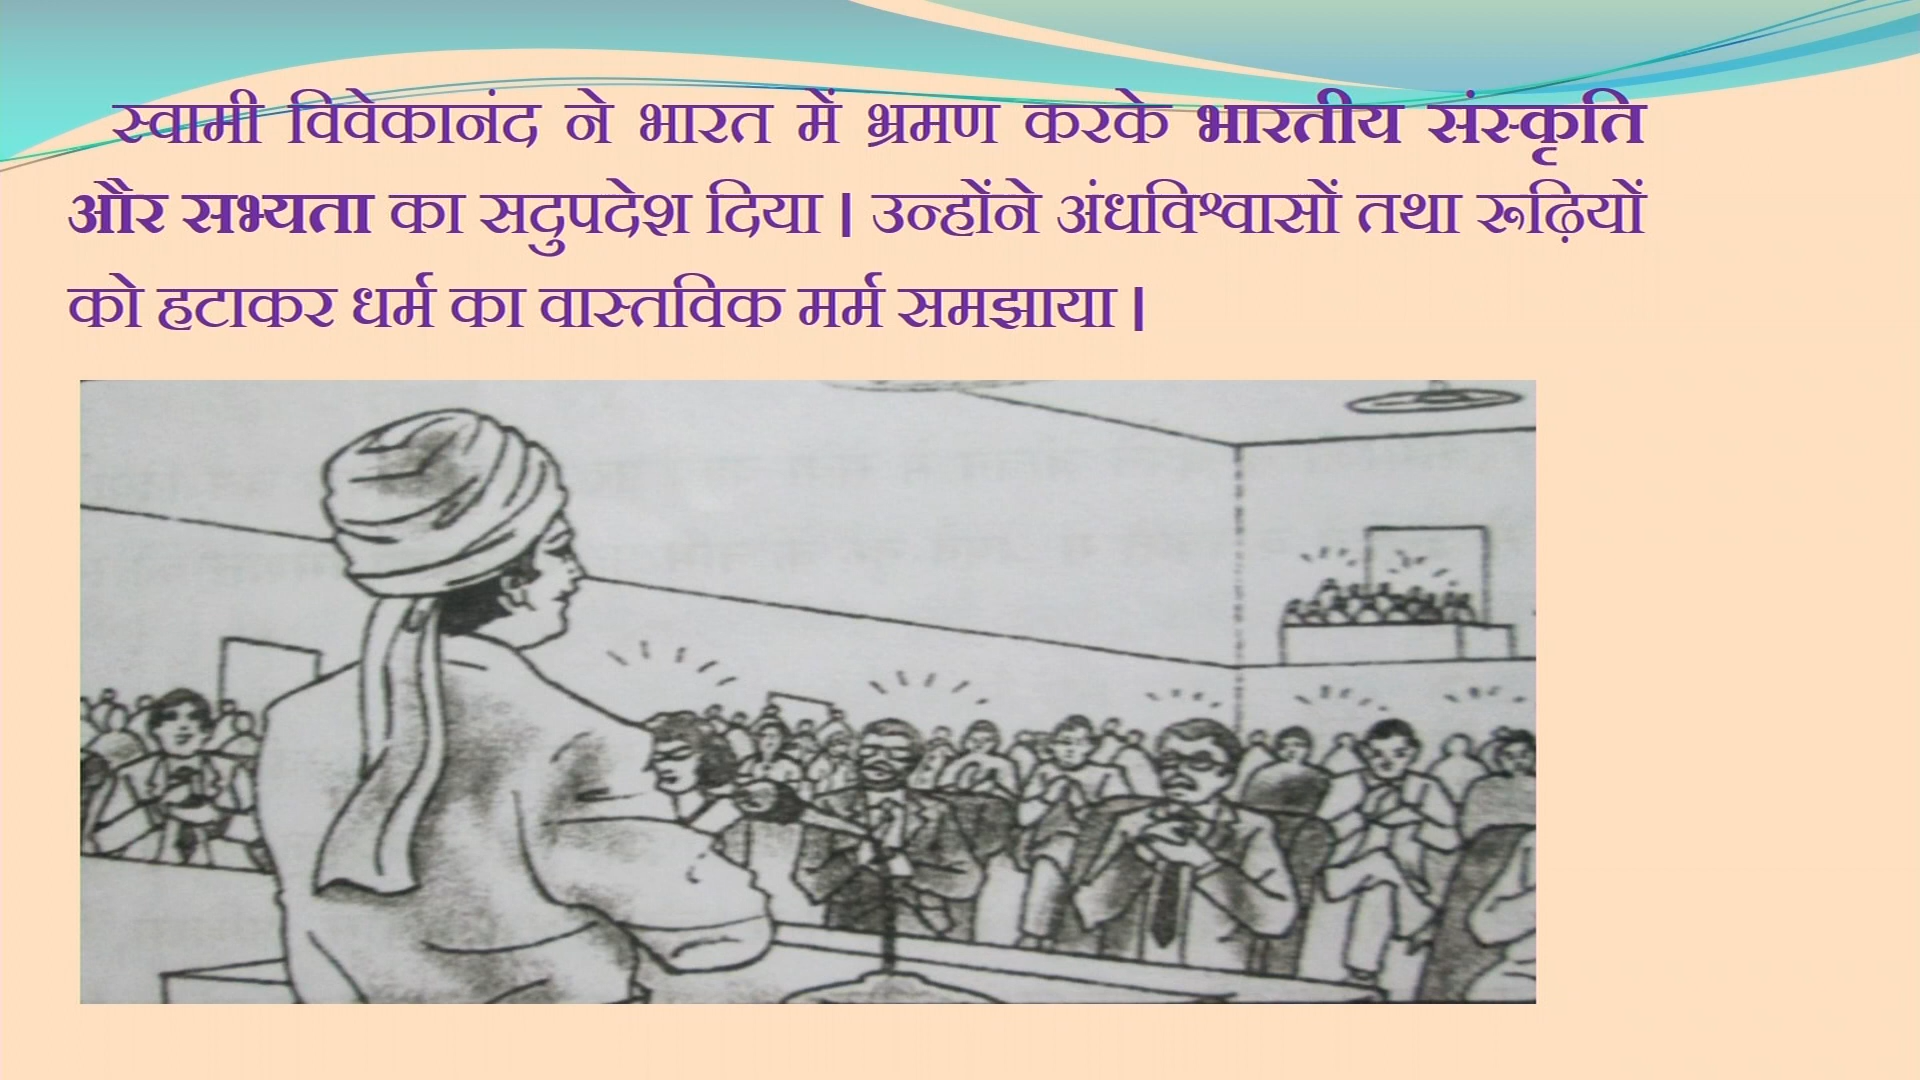 स्वामी विवेकानंद ने भारत में भ्रमण करके भारतीय संस्कृति
और सभ्यता का सदुपदेश दिया । उन्होंने अंधविश्वासों तथा रूढ़ियों
को हटाकर धर्म का वास्तविक मर्म समझाया ।